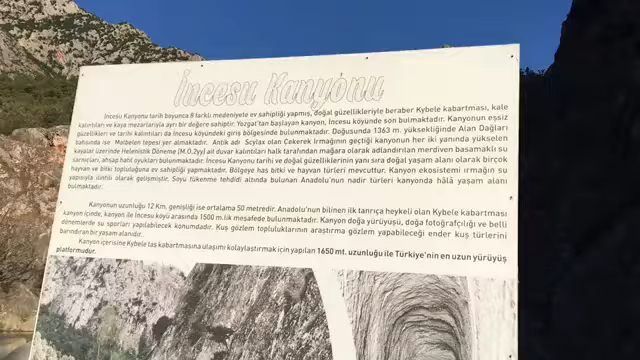 İncesu Kanyonu
İncesu Kanyonu tarih boyunca 8 farklı medeniyete ev sahipliği yapmış, doğal güzellikleriyle beraber Kybele kabartması, kale
kalıntıları ve kaya mezarlarıyla ayrı bir değere sahiptir. Yozgat'tan başlayan kanyon, İncesu köyünde son bulmaktadır. Kanyonun eşsiz
güzellikleri ve tarihi kalıntıları da İncesu köyündeki giriş bölgesinde bulunmaktadır. Doğusunda 1363 m. yüksekliğinde Alan Dağları
batısında ise Malbelen tepesi yer almaktadır. Antik adı Scylax olan Çekerek Irmağının geçtiği kanyonun her iki yanında yükselen
kayalar üzerinde Helenistik Döneme (M.Ö.2yy) ait duvar kalıntıları halk tarafından mağara olarak adlandırılan merdiven basamaklı su
sarnıçları, ahşap hatıl oyukları bulunmaktadır. İncesu Kanyonu tarihi ve doğal güzelliklerinin yanı sıra doğal yaşam alanı olarak birçok
hayvan ve bitki topluluğuna ev sahipliği yapmaktadır. Bölgeye has bitki ve hayvan türleri mevcuttur. Kanyon ekosistemi ırmağın su
yapısıyla üintili olarak gelişmiştir. Soyu tükenme tehdidi altında bulunan Anadolu'nun nadir türleri kanyonda hâlâ yaşam alanı
bulmaktadır.
Kanyonun uzunluğu 12 Km. genişliği ise ortalama 50 metredir. Anadolu'nun bilinen ilk tanrıça heykeli olan Kybele kabartması
kanyon içinde, kanyon ile İncesu köyü arasında 1500 m.lik mesafede bulunmaktadır. Kanyon doğa yürüyüşü, doğa fotoğrafçılığı ve belli
dönemlerde su sporları yapılabilecek konumdadır. Kuş gözlem topluluklarının araştırma gözlem yapabileceği ender kuş türlerini
barındıran bir yaşam alanıdır.
Kanyon içerisine Kybele taş kabartmasına ulaşımı kolaylaştırmak için yapılan 1650 mt. uzunluğu ile Türkiye'nin en uzun yürüyüş
platformudur.